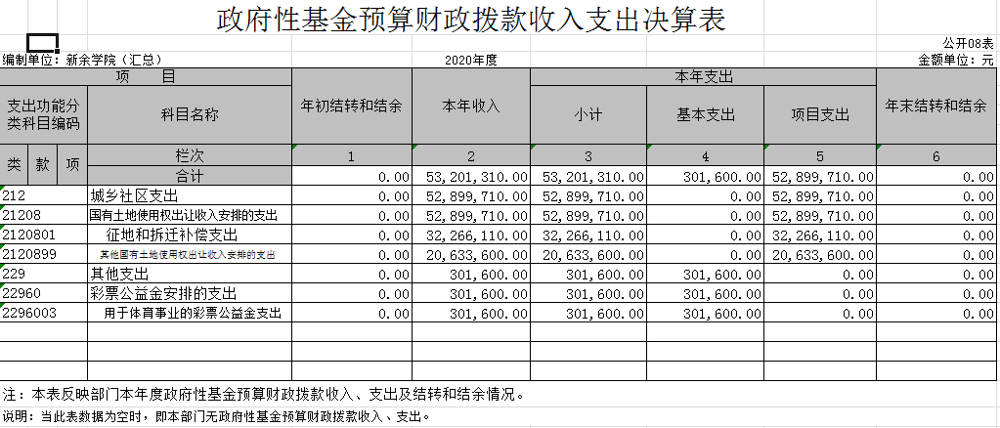 政府性基金预算财政拨款收入支出决算表
公开08表
编制单位：新余学院（汇总） 2020年度 金额单位：元
项 目 年初结转和结余 本年收入 本年支出 年末结转和结余
支出功能分类科目编码 科目名称 小计 基本支出 项目支出
类 款 项 栏次 1 2 3 4 5 6
合计 0.00 53,201,310.00 53,201,310.00 301,600.00 52,899,710.00 0.00
212 城乡社区支出 0.00 52,899,710.00 52,899,710.00 0.00 52,899,710.00 0.00
21208 国有土地使用权出让收入安排的支出 0.00 52,899,710.00 52,899,710.00 0.00 52,899,710.00 0.00
2120801 征地和拆迁补偿支出 0.00 32,266,110.00 32,266,110.00 0.00 32,266,110.00 0.00
2120899 其他国有土地使用权出让收入安排的支出 0.00 20,633,600.00 20,633,600.00 0.00 20,633,600.00 0.00
229 其他支出 0.00 301,600.00 301,600.00 301,600.00 0.00 0.00
22960 彩票公益金安排的支出 0.00 301,600.00 301,600.00 301,600.00 0.00 0.00
2296003 用于体育事业的彩票公益金支出 0.00 301,600.00 301,600.00 301,600.00 0.00 0.00
注：本表反映部门本年度政府性基金预算财政拨款收入、支出及结转和结余情况。
说明：当此表数据为空时，即本部门无政府性基金预算财政拨款收入、支出。